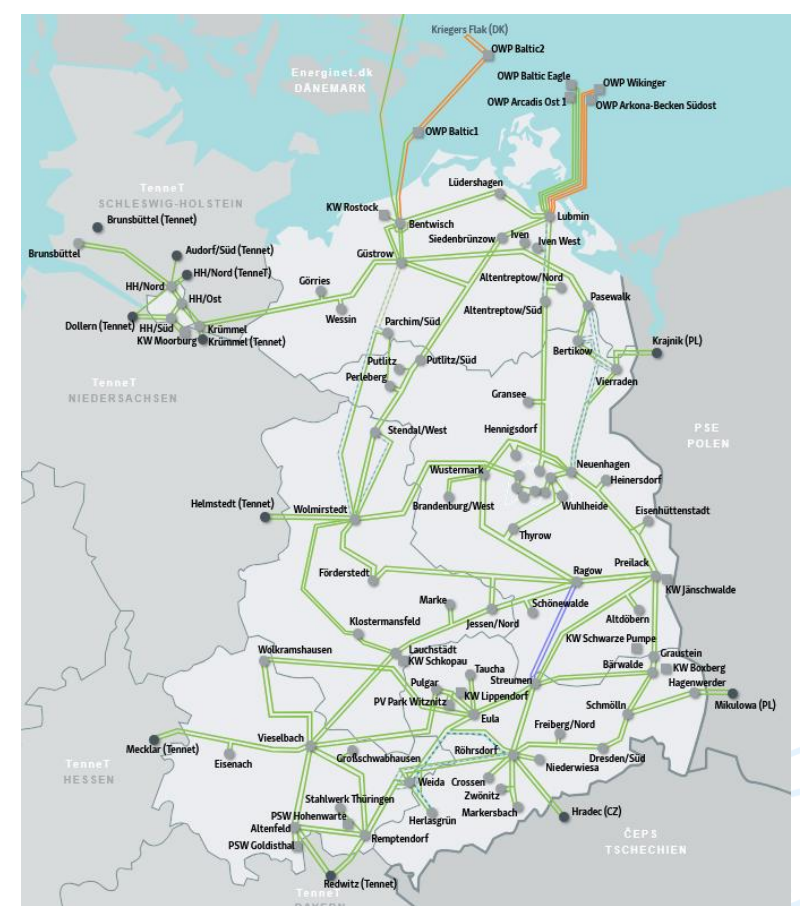 Kriegers Flak (DK)
OWP Baltic2
Energinet.dk
DÄNEMARK
OWP Baltic Eagle
OWP Wikinger
OWP Arcadis Ost 1
OWP Arkona-Becken Südost
OWP Baltic1
TenneT
SCHLESWIG-HOLSTEIN
Lüdershagen
KW Rostock
Brunsbüttel (Tennet)
Bentwisch
Lubmin
Siedenbrünzow
Iven
Iven West
Brunsbüttel
Audorf/Süd (Tennet)
Güstrow
HH/Nord (TenneT)
Altentreptow/Nord
HH/Nord
Görries
Pasewalk
HH/Ost
Altentreptow/Süd
Wessin
Parchim/Süd
Dollern (Tennet)
HH/Süd
Krümmel
KW Moorburg
Krümmel (Tennet)
Krajnik (PL)
Bertikow
Putlitz
Putlitz/Süd
Perleberg
Vierraden
TenneT
NIEDERSACHSEN
Gransee
PSE
POLEN
Stendal/West
Hennigsdorf
Wustermark
Neuenhagen
Heinersdorf
Helmstedt (Tennet)
Wolmirstedt
Brandenburg/West
Wuhlheide
Eisenhüttenstadt
Thyrow
Preilack
Förderstedt
Ragow
KW Jänschwalde
Marke
Schönewalde
Klostermansfeld
Jessen/Nord
Altdöbern
KW Schwarze Pumpe
Wolkramshausen
Lauchstädt
Graustein
KW Schkopau
Taucha
Bärwalde
KW Boxberg
Pulgar
Streumen
Hagenwerder
KW Lippendorf
PV Park Witznitz
Schmölln
Mikulowa (PL)
Eula
Freiberg/Nord
Vieselbach
Mecklar (Tennet)
Großschwabhausen
Röhrsdorf
Dresden/Süd
Eisenach
Niederwiesa
TenneT
HESSEN
Weida
Crossen
Zwönitz
Stahlwerk Thüringen
Markersbach
PSW Hohenwarte
Hradec (CZ)
Herlasgrün
Altenfeld
Remptendorf
ČEPS
TSCHECHIEN
PSW Goldisthal
Redwitz (Tennet)
TenneT
BAYERN